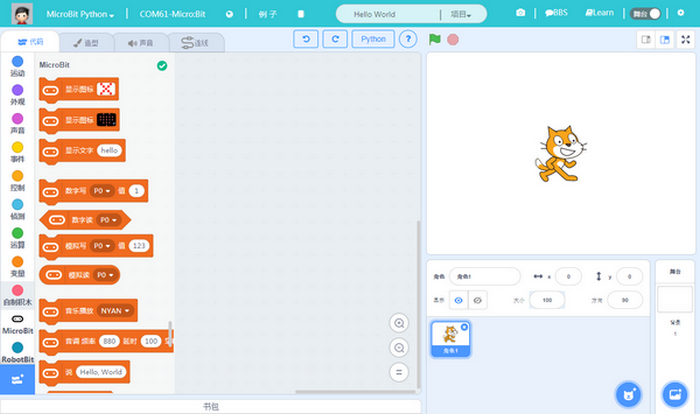 MicroBit Python
COM61-Micro:Bit
例子
Hello World
项目
BBS
Learn
舞台
代码
造型
声音
连线
Python
?
运动
外观
声音
事件
控制
侦测
运算
变量
自制积木
MicroBit
RobotBit
MicroBit
显示图标
显示图标
显示文字 hello
数字写 P0 值 1
数字读 P0
模拟写 P0 值 123
模拟读 P0
音乐播放 NYAN
音调 频率 880 延时 100
说 Hello, World
书包
角色 角色1 x 0 y 0
显示 大小 100 方向 90
角色1
舞台
背景
1